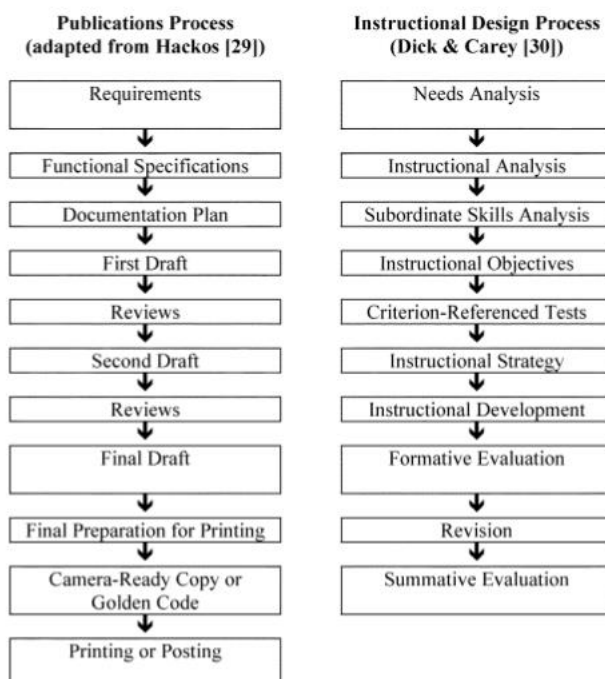 Publications Process
(adapted from Hackos [29])
Requirements
Functional Specifications
Documentation Plan
First Draft
Reviews
Second Draft
Reviews
Final Draft
Final Preparation for Printing
Camera-Ready Copy or
Golden Code
Printing or Posting
Instructional Design Process
(Dick & Carey [30])
Needs Analysis
Instructional Analysis
Subordinate Skills Analysis
Instructional Objectives
Criterion-Referenced Tests
Instructional Strategy
Instructional Development
Formative Evaluation
Revision
Summative Evaluation